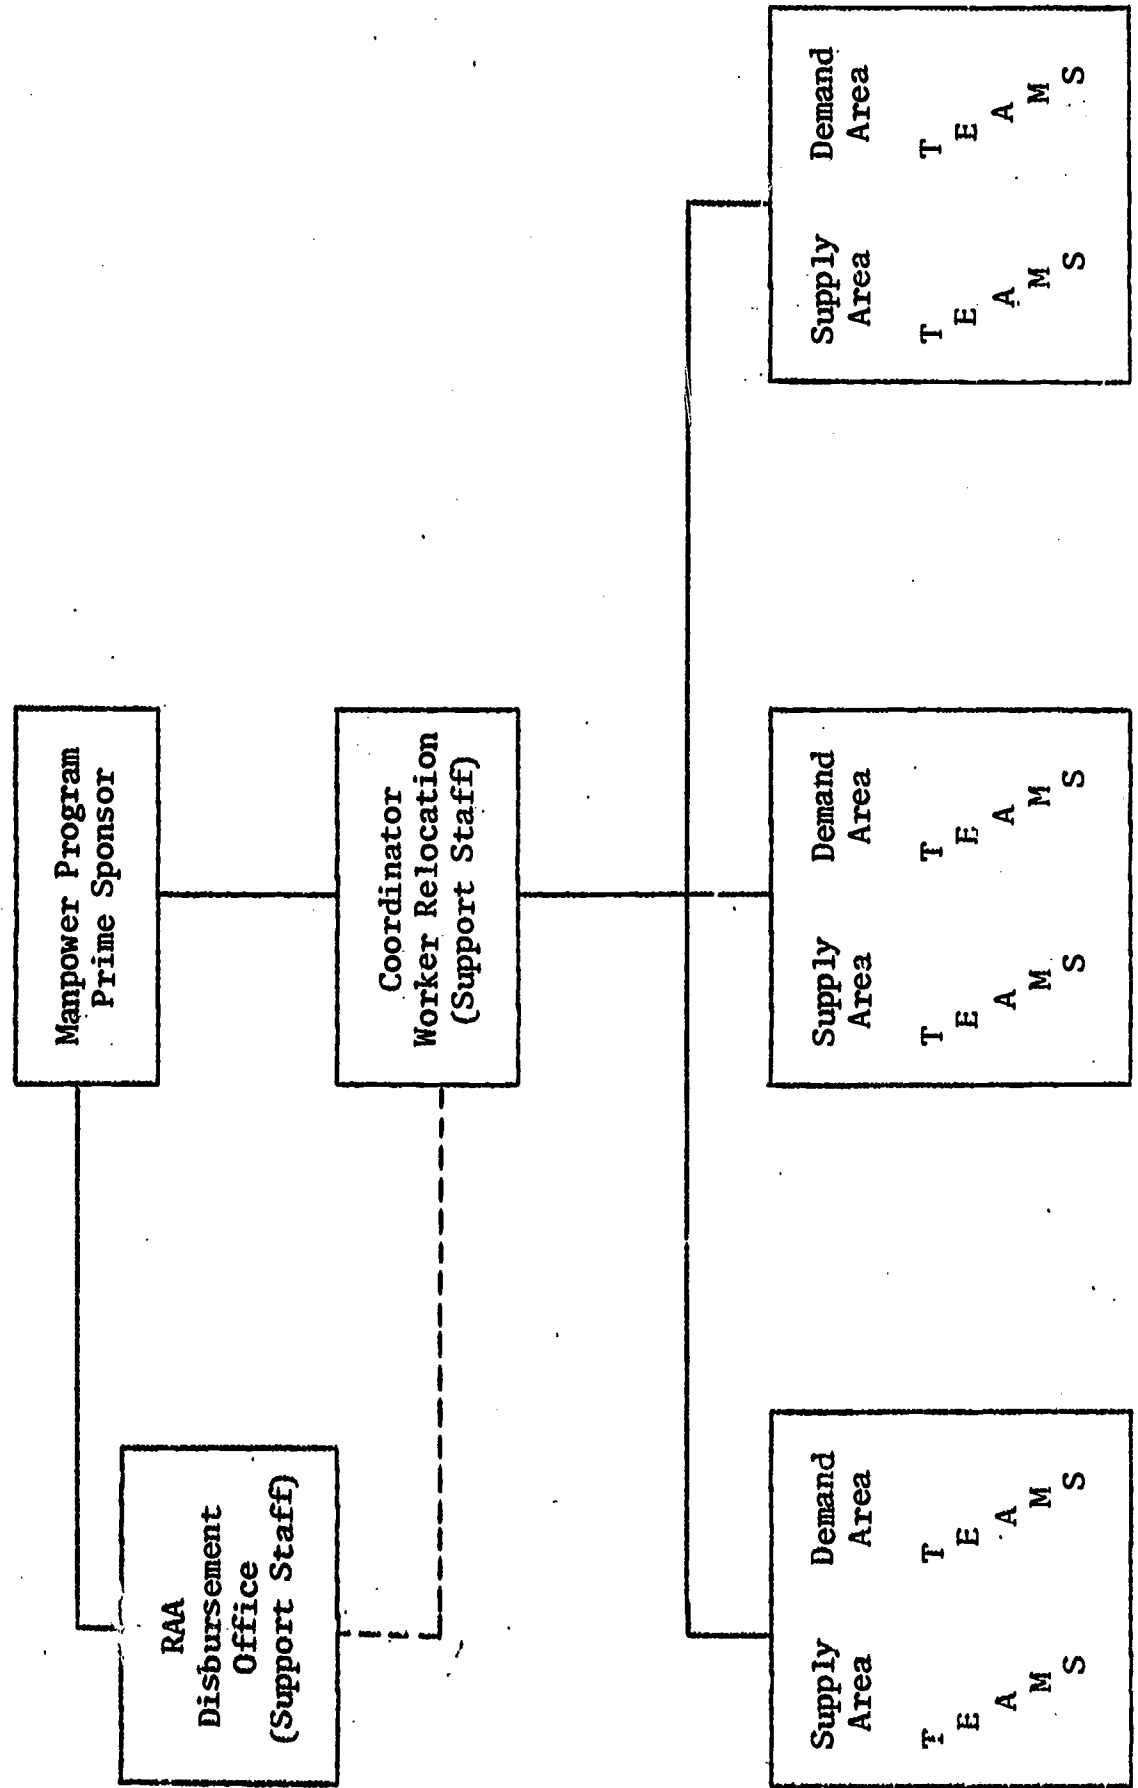 Manpower Program
Prime Sponsor
RAA
Disbursement
Office
(Support Staff)
Coordinator
Worker Relocation
(Support Staff)
Supply Area
Demand Area
T E A M S
T E A M S
Supply Area
Demand Area
T E A M S
T E A M S
Supply Area
Demand Area
T E A M S
T E A M S